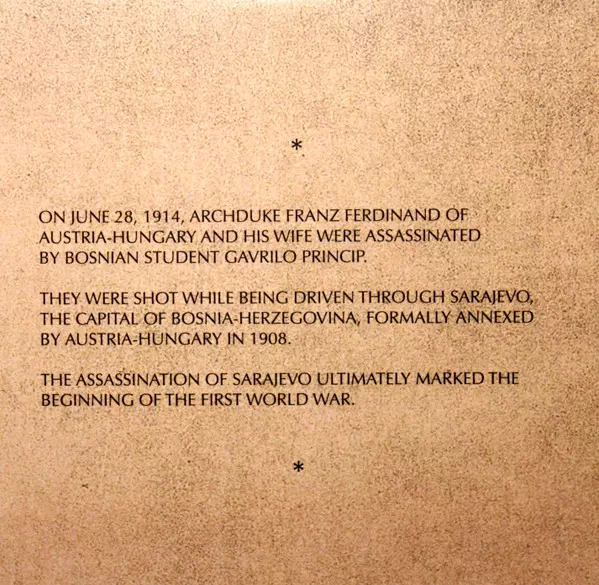 *
ON JUNE 28, 1914, ARCHDUKE FRANZ FERDINAND OF
AUSTRIA-HUNGARY AND HIS WIFE WERE ASSASSINATED
BY BOSNIAN STUDENT GAVRILO PRINCIP.
THEY WERE SHOT WHILE BEING DRIVEN THROUGH SARAJEVO,
THE CAPITAL OF BOSNIA-HERZEGOVINA, FORMALLY ANNEXED
BY AUSTRIA-HUNGARY IN 1908.
THE ASSASSINATION OF SARAJEVO ULTIMATELY MARKED THE
BEGINNING OF THE FIRST WORLD WAR.
*